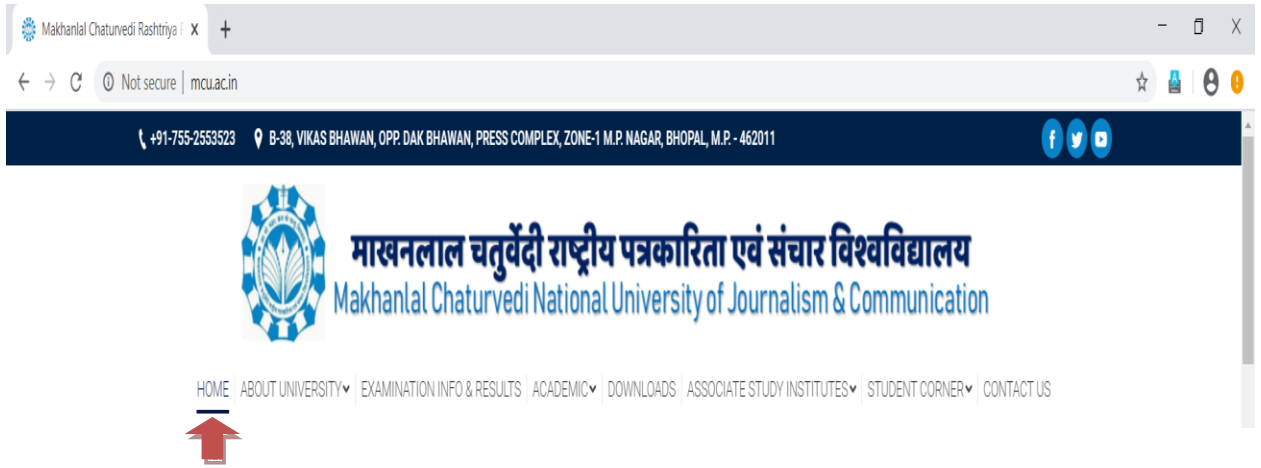 Makhanlal Chaturvedi Rashtriya
Not secure | mcu.ac.in
+91-755-2553523 B-38, VIKAS BHAWAN, OPP. DAK BHAWAN, PRESS COMPLEX, ZONE-1 M.P. NAGAR, BHOPAL, M.P. - 462011
माखनलाल चतुर्वेदी राष्ट्रीय पत्रकारिता एवं संचार विश्वविद्यालय
Makhanlal Chaturvedi National University of Journalism & Communication
HOME ABOUT UNIVERSITY EXAMINATION INFO & RESULTS ACADEMIC DOWNLOADS ASSOCIATE STUDY INSTITUTES STUDENT CORNER CONTACT US